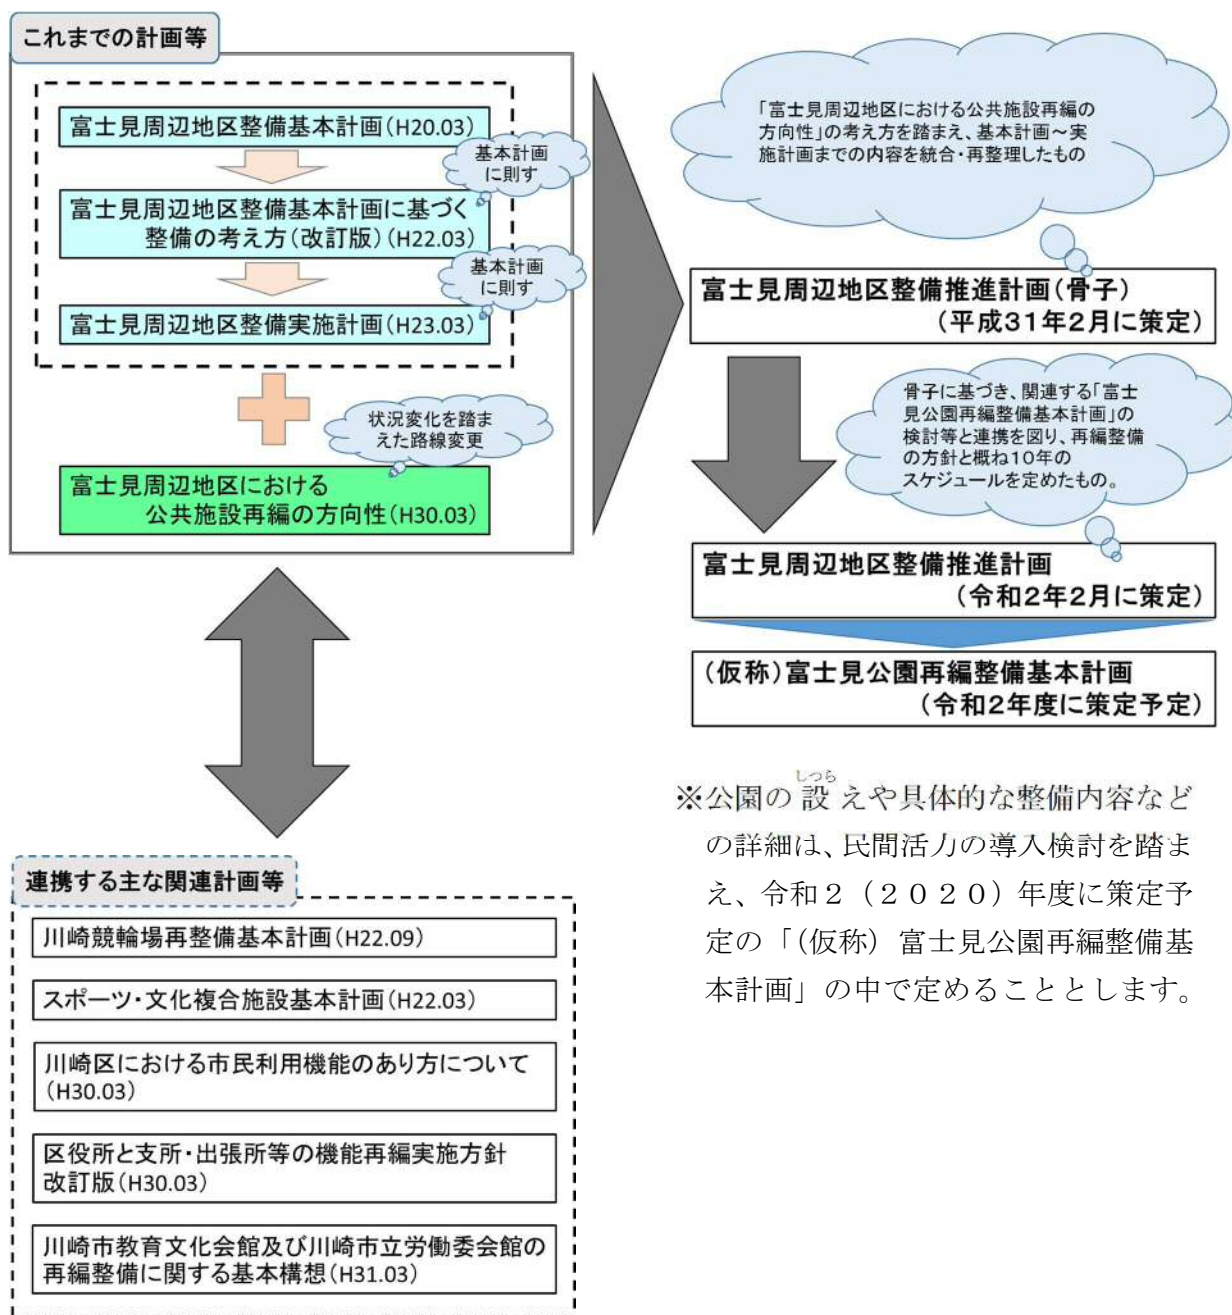 これまでの計画等
富士見周辺地区整備基本計画(H20.03)
基本計画
に則す
富士見周辺地区整備基本計画に基づく
整備の考え方(改訂版)(H22.03)
基本計画
に則す
富士見周辺地区整備実施計画(H23.03)
状況変化を踏ま
えた路線変更
富士見周辺地区における
公共施設再編の方向性(H30.03)
「富士見周辺地区における公共施設再編の
方向性」の考え方を踏まえ、基本計画～実
施計画までの内容を統合・再整理したもの
富士見周辺地区整備推進計画(骨子)
(平成31年2月に策定)
骨子に基づき、関連する「富士
見公園再編整備基本計画」の
検討等と連携を図り、再編整備
の方針と概ね10年の
スケジュールを定めたもの。
富士見周辺地区整備推進計画
(令和2年2月に策定)
(仮称)富士見公園再編整備基本計画
(令和2年度に策定予定)
しつら
※公園の設えや具体的な整備内容など
の詳細は、民間活力の導入検討を踏ま
え、令和２（２０２０）年度に策定予
定の「(仮称) 富士見公園再編整備基
本計画」の中で定めることとします。
連携する主な関連計画等
川崎競輪場再整備基本計画(H22.09)
スポーツ・文化複合施設基本計画(H22.03)
川崎区における市民利用機能のあり方について
(H30.03)
区役所と支所・出張所等の機能再編実施方針
改訂版(H30.03)
川崎市教育文化会館及び川崎市立労働委会館の
再編整備に関する基本構想(H31.03)